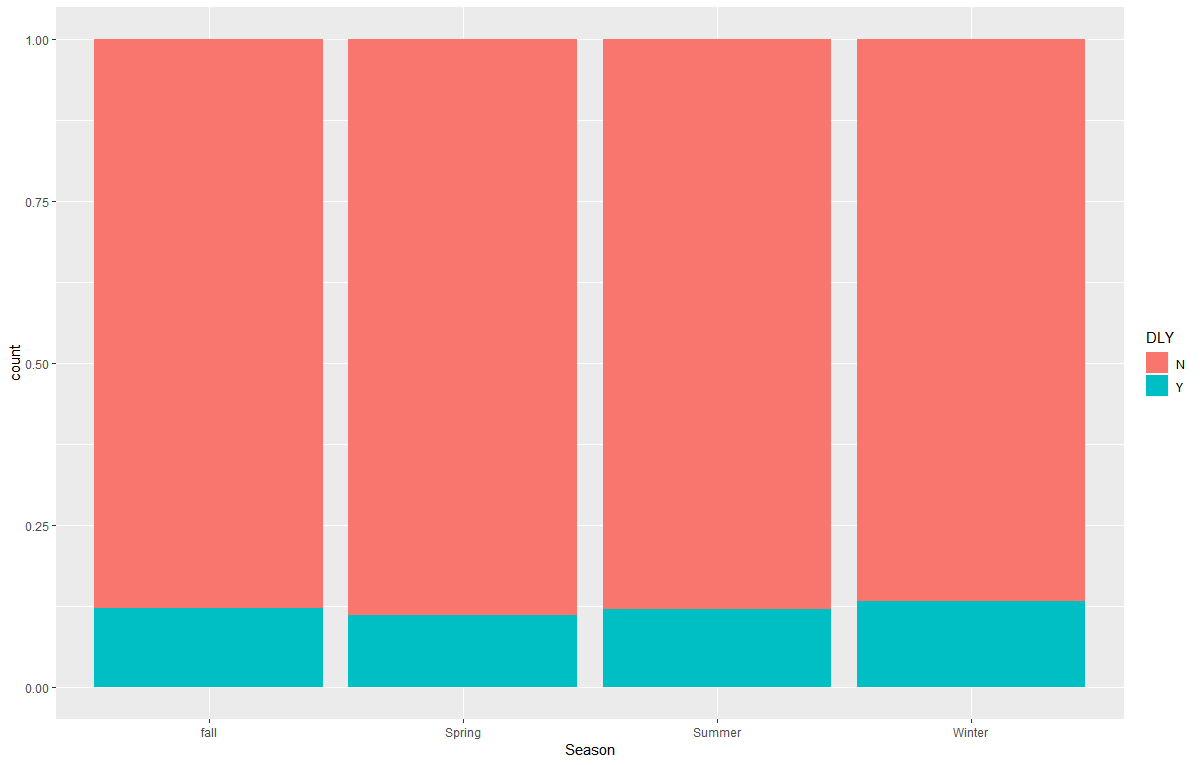 1.00
0.75
0.50
0.25
0.00
count
fall
Spring
Summer
Winter
Season
DLY
N
Y